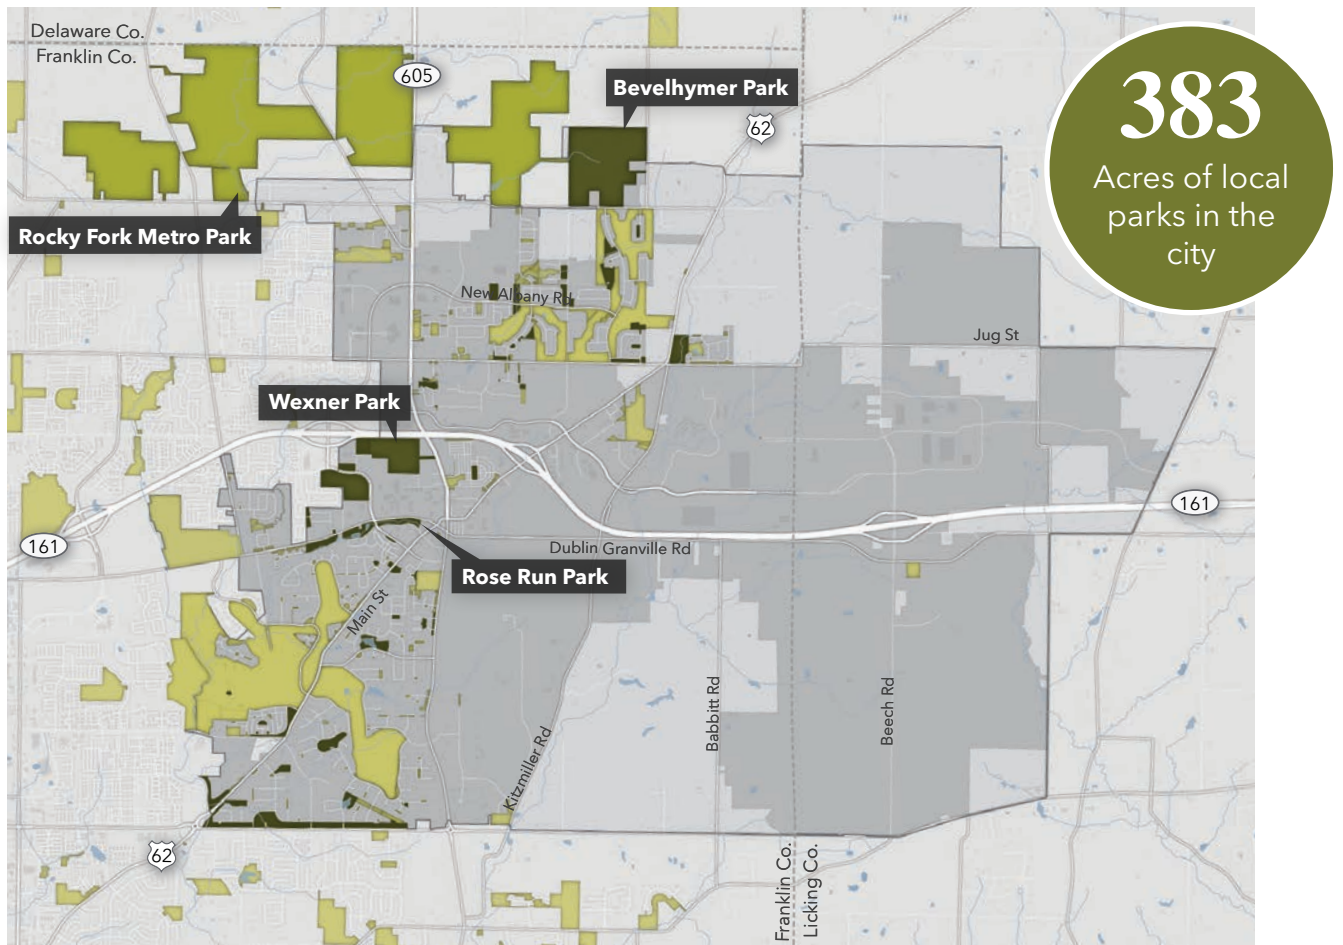 Delaware Co.
Franklin Co.
605
Bevelhymer Park
62
383
Acres of local
parks in the
city
Rocky Fork Metro Park
New Albany Rd
Jug St
Wexner Park
161
161
Dublin Granville Rd
Rose Run Park
Main St
Babbitt Rd
Beech Rd
Kitzmiller Rd
62
Franklin Co.
Licking Co.